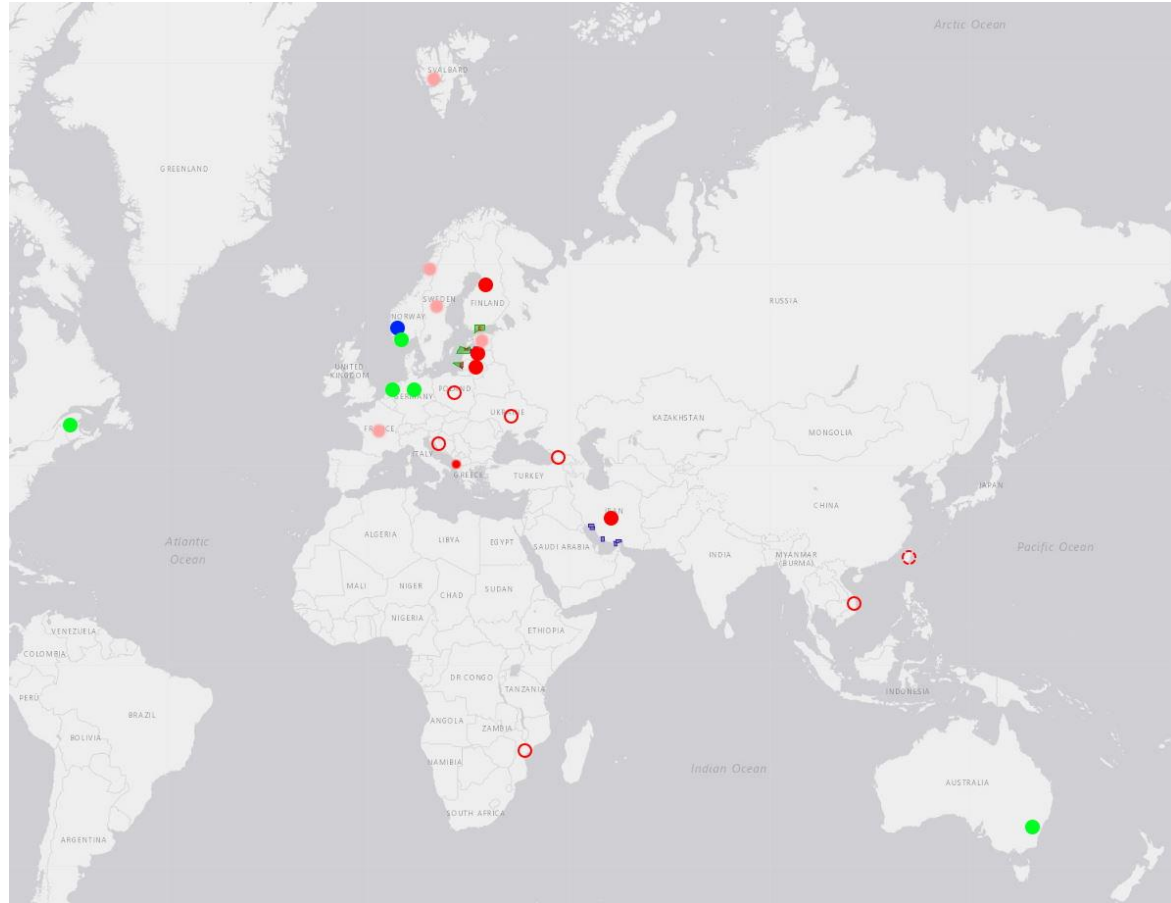 Arctic Ocean
SVALBARD
GREENLAND
RUSSIA
SWEDEN
FINLAND
NORWAY
UNITED
KINGDOM
POLAND
GERMANY
UKRAINE
KAZAKHSTAN
MONGOLIA
FRANCE
ITALY
GREECE
TURKEY
JAPAN
CHINA
IRAN
Atlantic
Ocean
ALGERIA
LIBYA
EGYPT
SAUDI ARABIA
INDIA
MYANMAR
(BURMA)
Pacific Ocean
MALI
NIGER
CHAD
SUDAN
NIGERIA
ETHIOPIA
VENEZUELA
COLOMBIA
DR CONGO
TANZANIA
INDONESIA
PERU
BRAZIL
ANGOLA
ZAMBIA
BOLIVIA
NAMIBIA
Indian Ocean
AUSTRALIA
SOUTH AFRICA
ARGENTINA